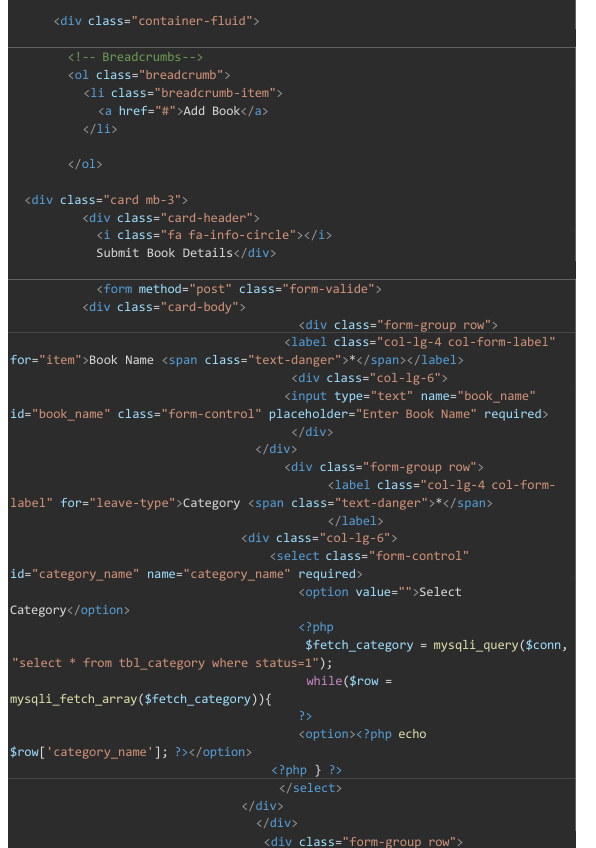 <div class="container-fluid">
<!-- Breadcrumbs-->
<ol class="breadcrumb">
<li class="breadcrumb-item">
<a href="#">Add Book</a>
</li>
</ol>
<div class="card mb-3">
<div class="card-header">
<i class="fa fa-info-circle"></i>
Submit Book Details</div>
<form method="post" class="form-valide">
<div class="card-body">
<div class="form-group row">
<label class="col-lg-4 col-form-label"
for="item">Book Name <span class="text-danger">*</span></label>
<div class="col-lg-6">
<input type="text" name="book_name"
id="book_name" class="form-control" placeholder="Enter Book Name" required>
</div>
</div>
<div class="form-group row">
<label class="col-lg-4 col-form-
label" for="leave-type">Category <span class="text-danger">*</span>
</label>
<div class="col-lg-6">
<select class="form-control"
id="category_name" name="category_name" required>
<option value="">Select
Category</option>
<?php
$fetch_category = mysqli_query($conn,
"select * from tbl_category where status=1");
while($row =
mysqli_fetch_array($fetch_category)){
?>
<option><?php echo
$row['category_name']; ?></option>
<?php } ?>
</select>
</div>
</div>
<div class="form-group row">